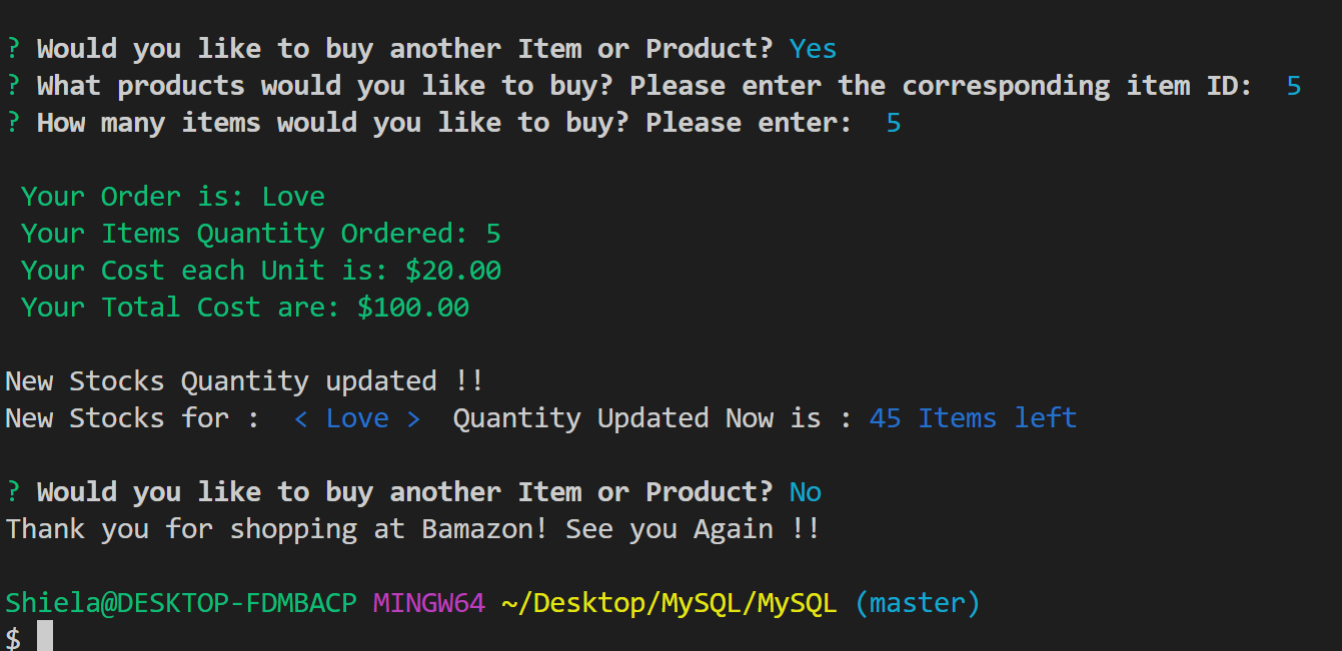 ? Would you like to buy another Item or Product? Yes
? What products would you like to buy? Please enter the corresponding item ID:  5
? How many items would you like to buy? Please enter:  5
Your Order is: Love
Your Items Quantity Ordered: 5
Your Cost each Unit is: $20.00
Your Total Cost are: $100.00
New Stocks Quantity updated !!
New Stocks for :  < Love >  Quantity Updated Now is : 45 Items left
? Would you like to buy another Item or Product? No
Thank you for shopping at Bamazon! See you Again !!
Shiela@DESKTOP-FDMBACP MINGW64 ~/Desktop/MySQL/MySQL (master)
$